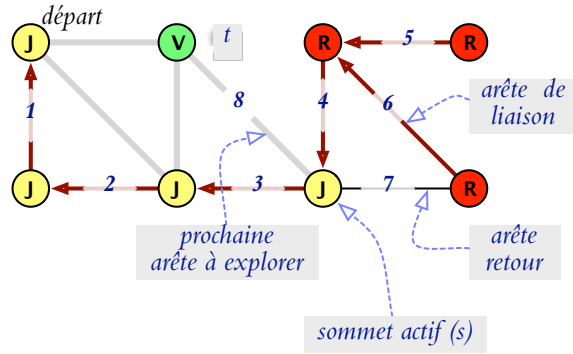 départ
J V t R 5 R
1 8 4 6 arête de
liaison
J 2 J 3 J 7 R
prochaine
arête à explorer
arête
retour
sommet actif (s)